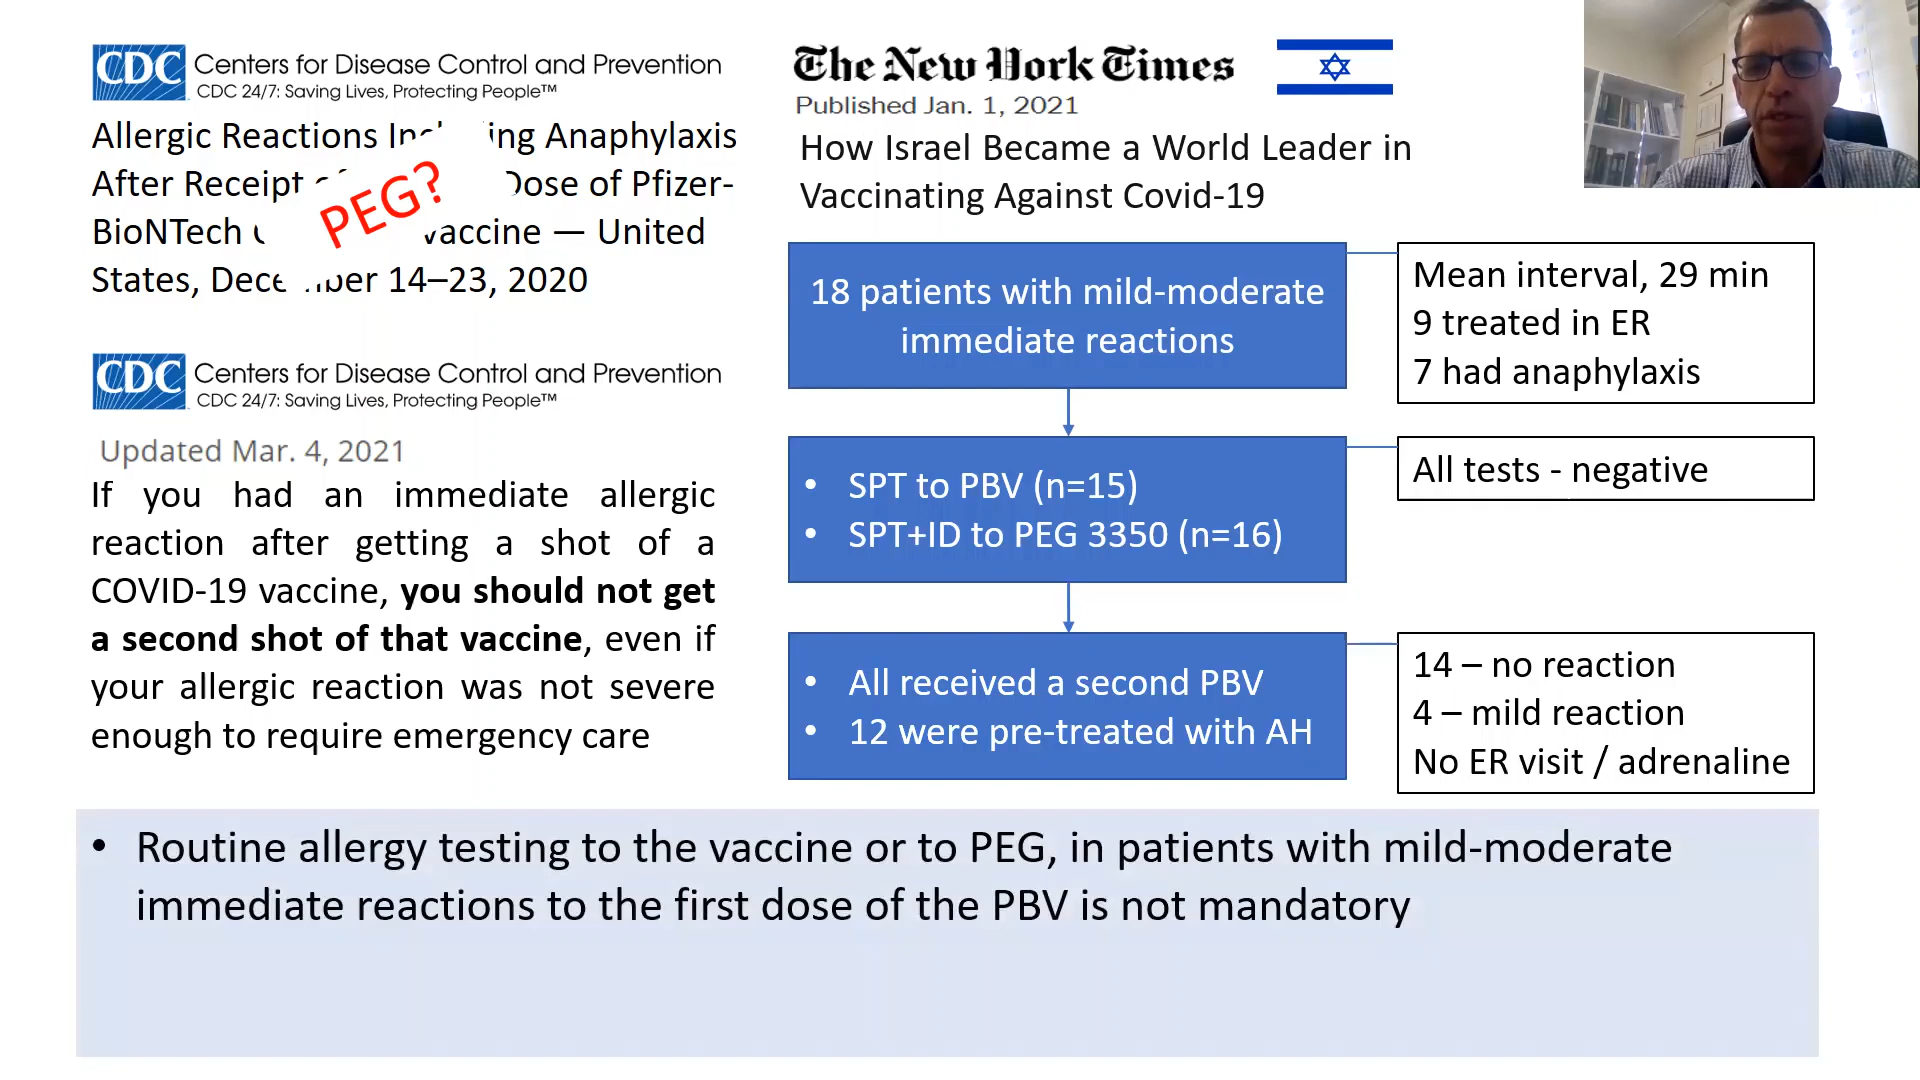 CDC Centers for Disease Control and Prevention
CDC 24/7: Saving Lives, Protecting People™
Allergic Reactions ing Anaphylaxis
After Receipt Dose of Pfizer-
BioNTech vaccine — United
States, 14–23, 2020
PEG?
CDC Centers for Disease Control and Prevention
CDC 24/7: Saving Lives, Protecting People™
Updated Mar. 4, 2021
If you had an immediate allergic
reaction after getting a shot of a
COVID-19 vaccine, you should not get
a second shot of that vaccine, even if
your allergic reaction was not severe
enough to require emergency care
The New York Times
Published Jan. 1, 2021
How Israel Became a World Leader in
Vaccinating Against Covid-19
18 patients with mild-moderate
immediate reactions
Mean interval, 29 min
9 treated in ER
7 had anaphylaxis
• SPT to PBV (n=15)
• SPT+ID to PEG 3350 (n=16)
All tests - negative
• All received a second PBV
• 12 were pre-treated with AH
14 – no reaction
4 – mild reaction
No ER visit / adrenaline
• Routine allergy testing to the vaccine or to PEG, in patients with mild-moderate
immediate reactions to the first dose of the PBV is not mandatory